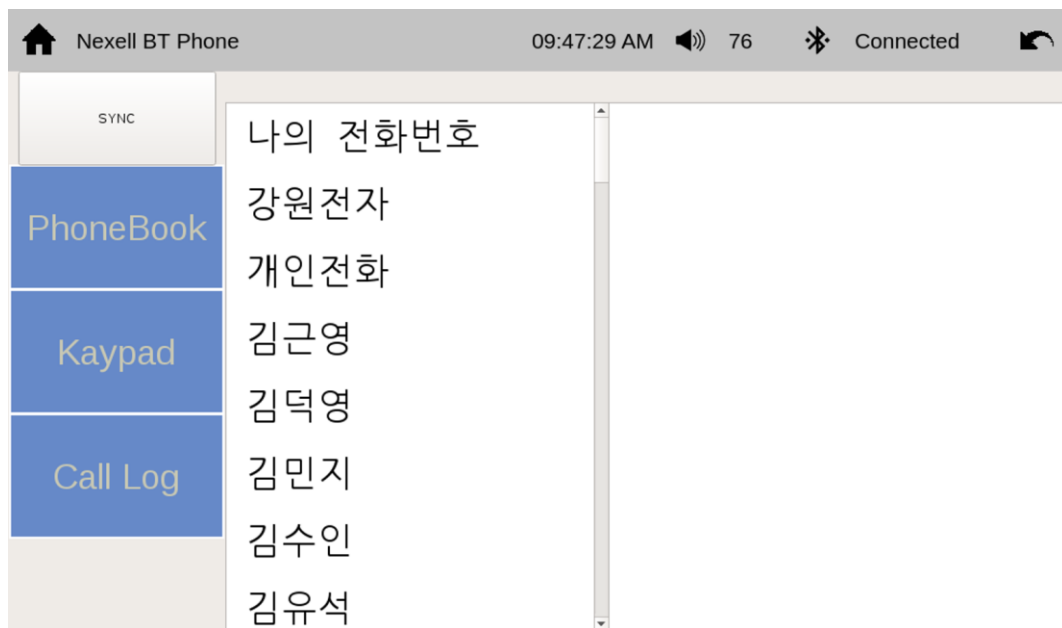 Nexell BT Phone 09:47:29 AM 76 Connected
SYNC
PhoneBook
Kaypad
Call Log
나의 전화번호
강원전자
개인전화
김근영
김덕영
김민지
김수인
김유석